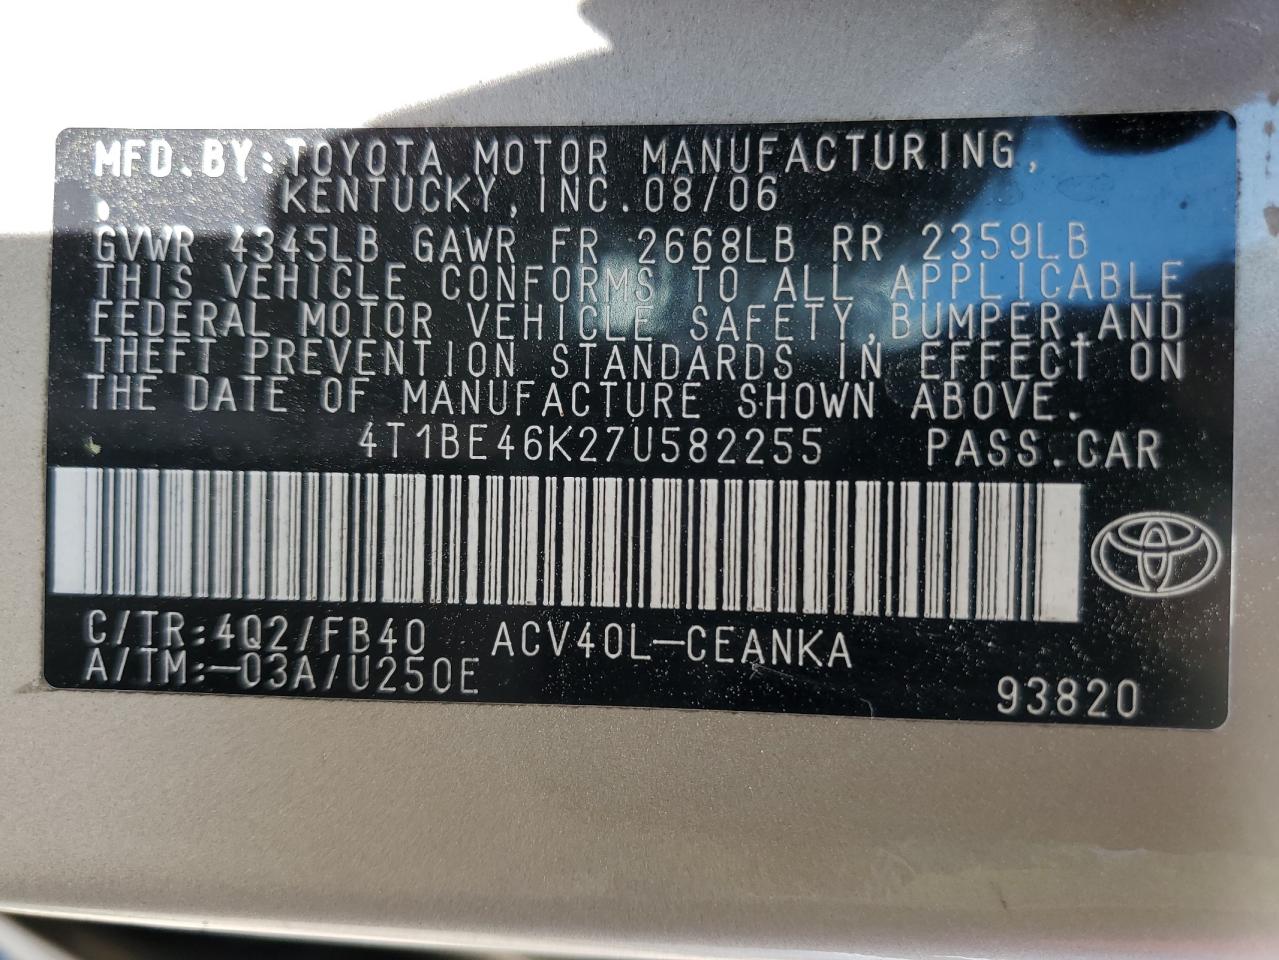 MFD.BY:TOYOTA MOTOR MANUFACTURING,
KENTUCKY,INC.08/06
GVWR 4345LB GAWR FR 2668LB RR 2359LB
THIS VEHICLE CONFORMS TO ALL APPLICABLE
FEDERAL MOTOR VEHICLE SAFETY,BUMPER,AND
THEFT PREVENTION STANDARDS IN EFFECT ON
THE DATE OF MANUFACTURE SHOWN ABOVE.
4T1BE46K27U582255 PASS.CAR
C/TR:4Q2/FB40 ACV40L-CEANKA
A/TM:-03A/U250E
93820